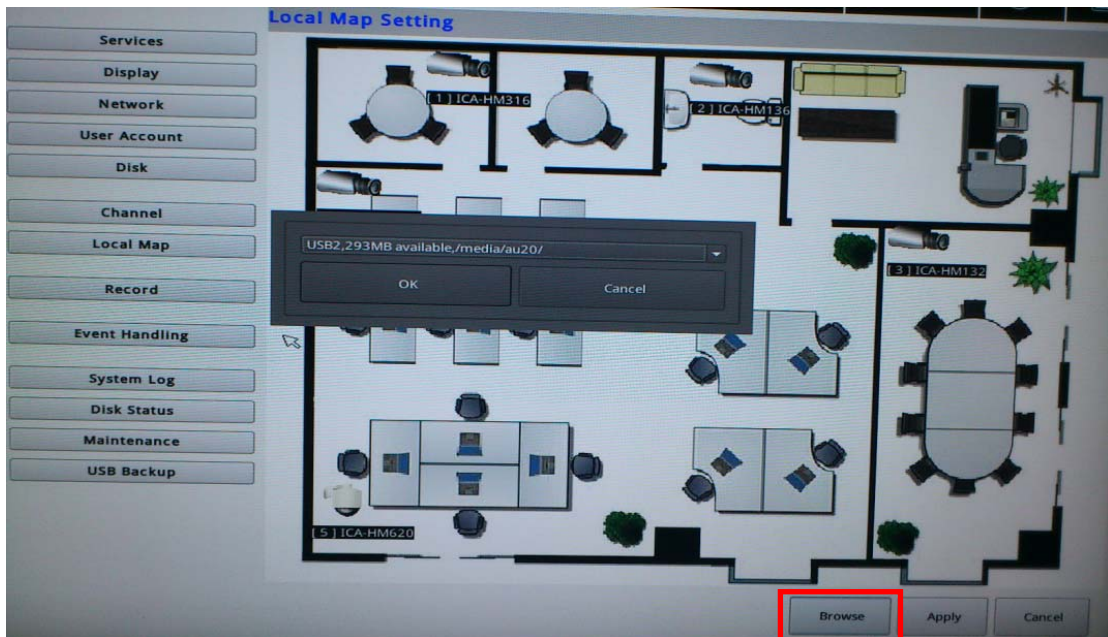 Local Map Setting
Services
Display
Network
User Account
Disk
Channel
Local Map
Record
Event Handling
System Log
Disk Status
Maintenance
USB Backup
[ 1 ] ICA-HM316
[ 2 ] ICA-HM136
USB2,293MB available,/media/au20/
OK
Cancel
[ 3 ] ICA-HM132
[ 5 ] ICA-HM620
Browse
Apply
Cancel